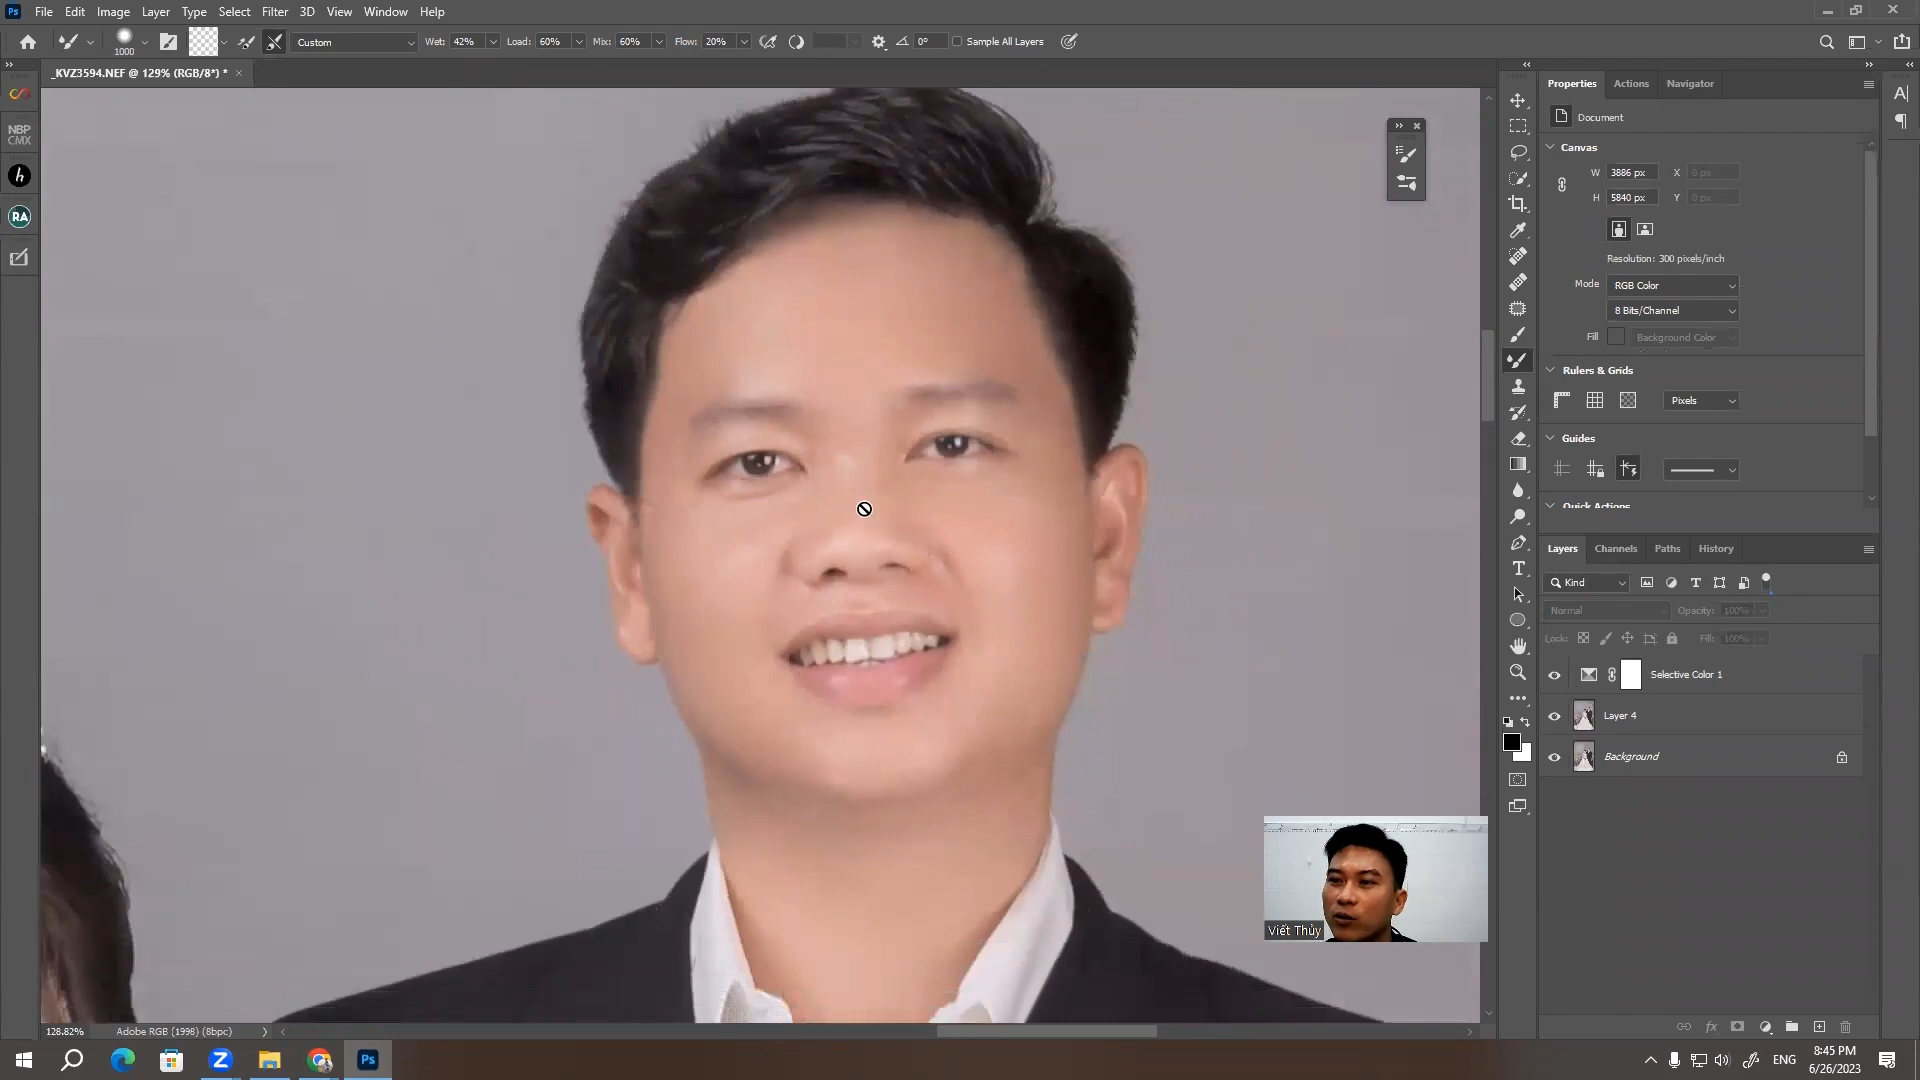 Ps File Edit Image Layer Type Select Filter 3D View Window Help
1000 Custom Wet: 42% Load: 60% Mix: 60% Flow: 20% 0° Sample All Layers
_KVZ3594.NEF @ 129% (RGB/8*) * ×
NBP
CMX
h
RA
Properties Actions Navigator
Document
Canvas
W 3886 px X 0 px
H 5840 px Y 0 px
Resolution: 300 pixels/inch
Mode RGB Color
8 Bits/Channel
Fill Background Color
Rulers & Grids
Pixels
Guides
Quick Actions
Layers Channels Paths History
Kind
Normal Opacity: 100%
Lock: Fill: 100%
Selective Color 1
Layer 4
Background
Viết Thủy
128.82% Adobe RGB (1998) (8bpc)
Ps ENG 8:45 PM
6/26/2023